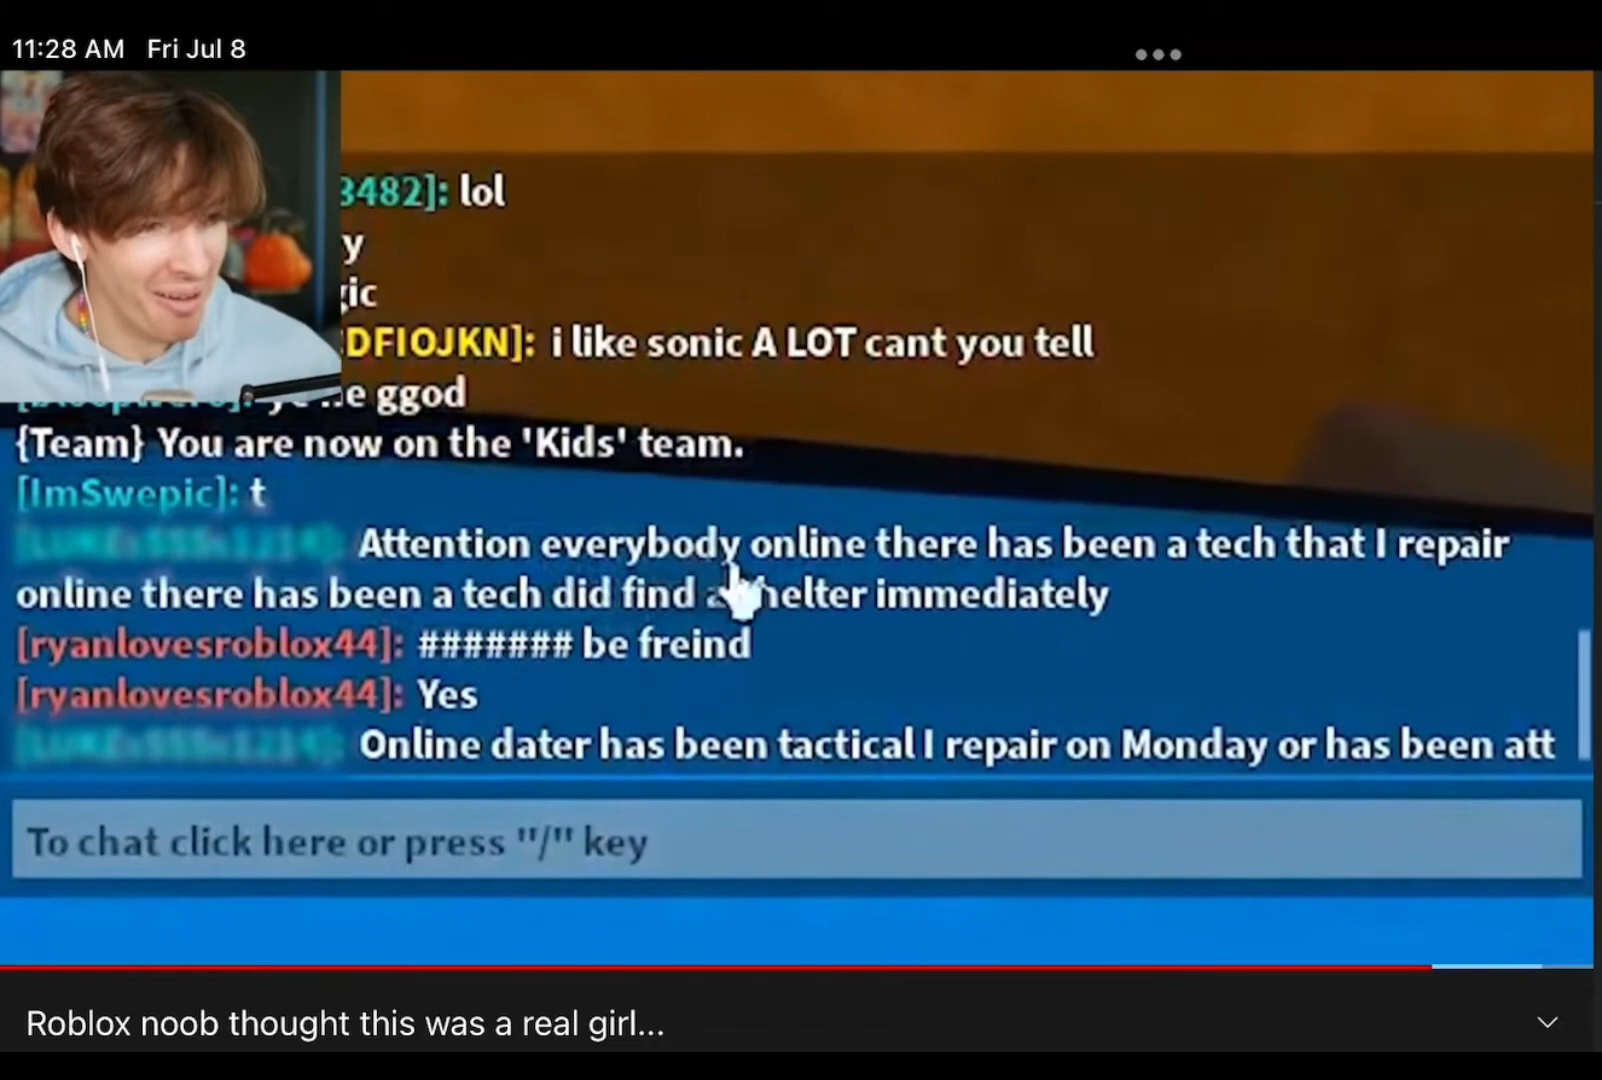 11:28 AM Fri Jul 8
3482]: lol
y
gic
DFIOJKN]: i like sonic A LOT cant you tell
e ggod
{Team} You are now on the 'Kids' team.
[ImSwepic]: t
Attention everybody online there has been a tech that I repair
online there has been a tech did find helter immediately
[ryanlovesroblox44]: ####### be freind
[ryanlovesroblox44]: Yes
Online dater has been tactical I repair on Monday or has been att
To chat click here or press "/" key
Roblox noob thought this was a real girl...